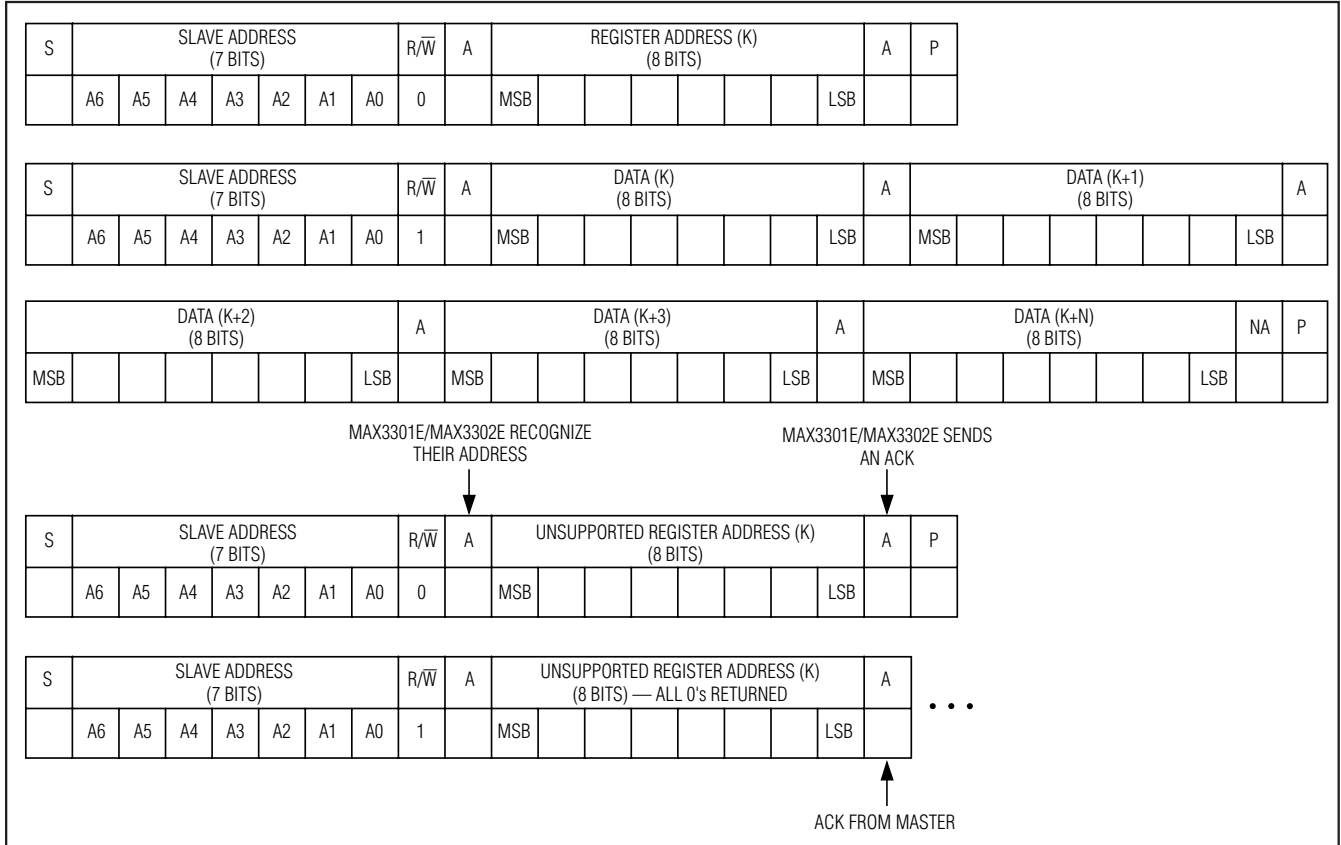 S SLAVE ADDRESS R/W̅ A REGISTER ADDRESS (K) A P
(7 BITS) (8 BITS)
A6 A5 A4 A3 A2 A1 A0 0 MSB LSB
S SLAVE ADDRESS R/W̅ A DATA (K) A DATA (K+1) A
(7 BITS) (8 BITS) (8 BITS)
A6 A5 A4 A3 A2 A1 A0 1 MSB LSB MSB LSB
DATA (K+2) A DATA (K+3) A DATA (K+N) NA P
(8 BITS) (8 BITS) (8 BITS)
MSB LSB MSB LSB MSB LSB
MAX3301E/MAX3302E RECOGNIZE MAX3301E/MAX3302E SENDS
THEIR ADDRESS AN ACK
S SLAVE ADDRESS R/W̅ A UNSUPPORTED REGISTER ADDRESS (K) A P
(7 BITS) (8 BITS)
A6 A5 A4 A3 A2 A1 A0 0 MSB LSB
S SLAVE ADDRESS R/W̅ A UNSUPPORTED REGISTER ADDRESS (K) A
(7 BITS) (8 BITS) — ALL 0's RETURNED
• • •
A6 A5 A4 A3 A2 A1 A0 1 MSB LSB
ACK FROM MASTER